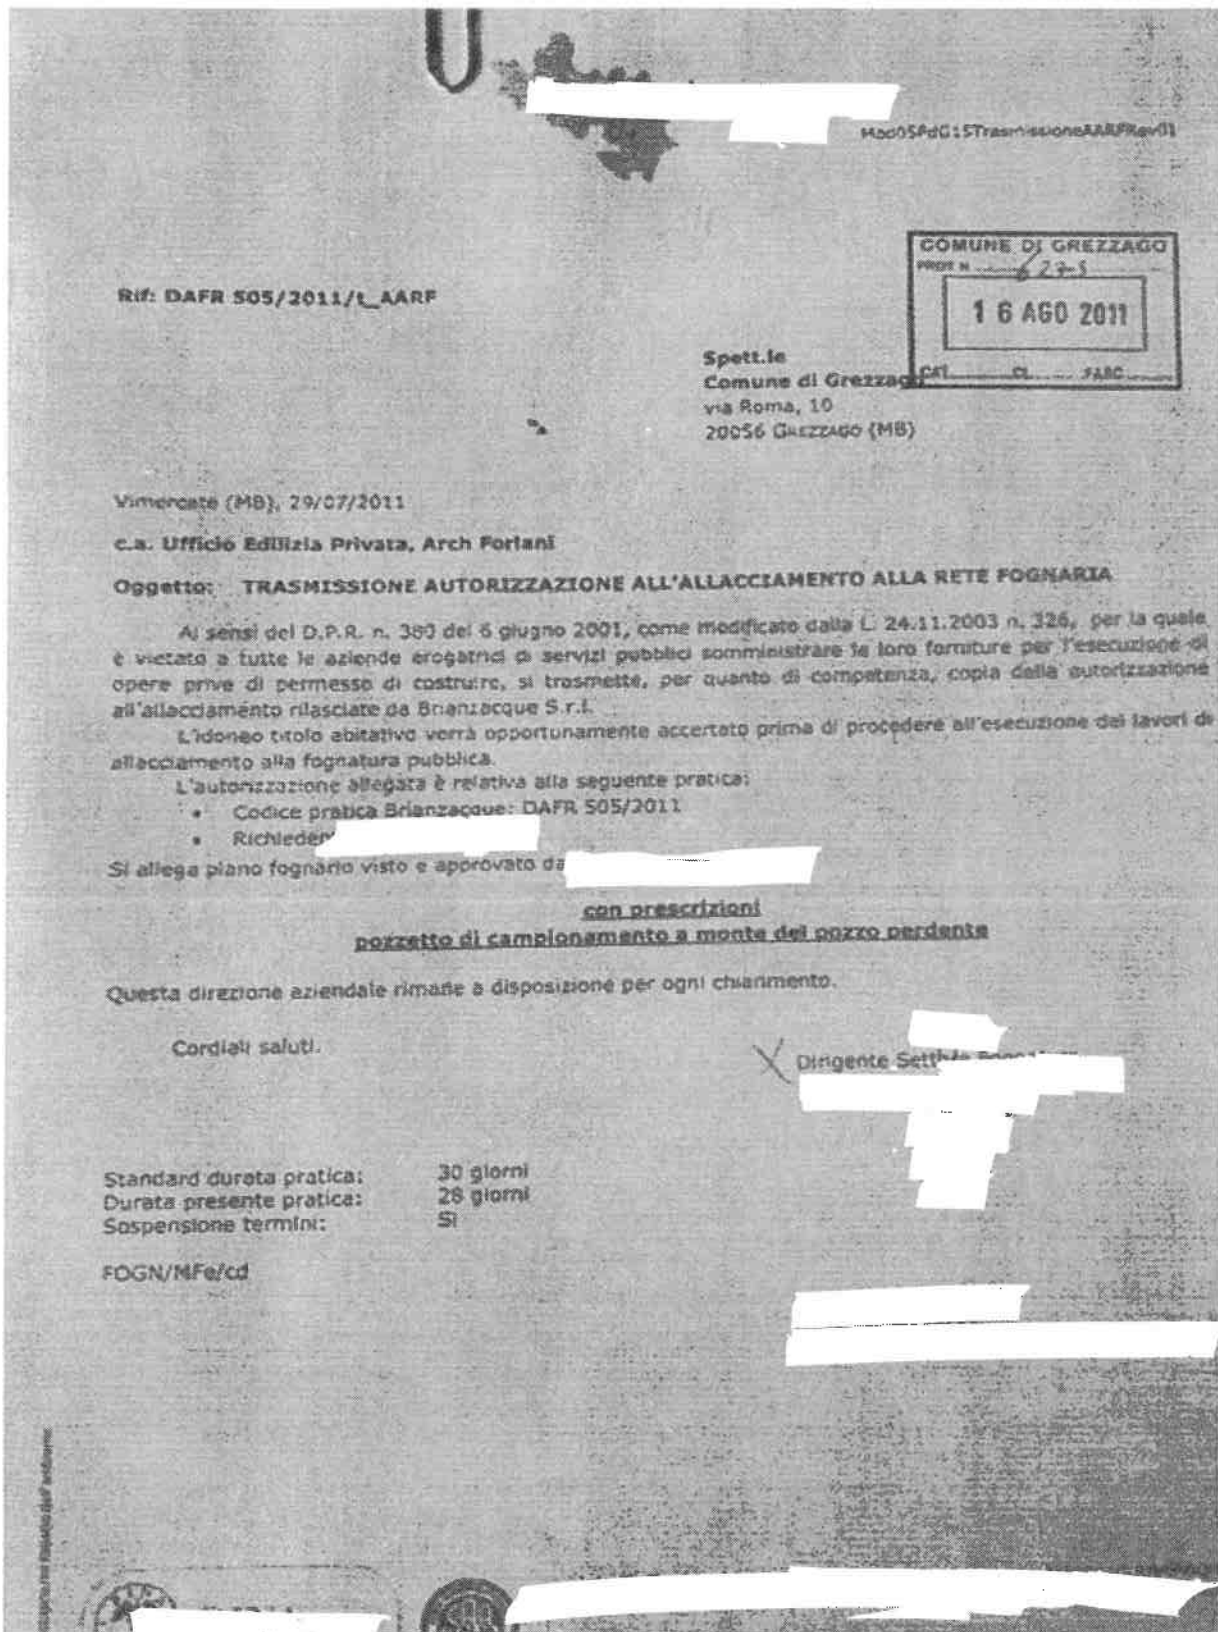 Mod05PdG15TrasmissioneAARFRev01
COMUNE DI GREZZAGO
PROT N
16 AGO 2011
CAT. CL. FASC.
Rif: DAFR 505/2011/t_AARF
Spett.le
Comune di Grezzago
via Roma, 10
20056 GREZZAGO (MB)
Vimercate (MB), 29/07/2011
c.a. Ufficio Edilizia Privata, Arch Forlani
Oggetto: TRASMISSIONE AUTORIZZAZIONE ALL'ALLACCIAMENTO ALLA RETE FOGNARIA
Ai sensi del D.P.R. n. 380 del 6 giugno 2001, come modificato dalla L. 24.11.2003 n. 326, per la quale
è vietato a tutte le aziende erogatrici di servizi pubblici somministrare le loro forniture per l'esecuzione di
opere prive di permesso di costruire, si trasmette, per quanto di competenza, copia della autorizzazione
all'allacciamento rilasciate da Brianzacque S.r.l.
L'idoneo titolo abitativo verrà opportunamente accertato prima di procedere all'esecuzione dei lavori di
allacciamento alla fognatura pubblica.
L'autorizzazione allegata è relativa alla seguente pratica:
• Codice pratica Brianzacque: DAFR 505/2011
• Richieden
Si allega piano fognario visto e approvato da
con prescrizioni
pozzetto di campionamento a monte del pozzo perdente
Questa direzione aziendale rimane a disposizione per ogni chiarimento.
Cordiali saluti.
Dirigente
Standard durata pratica: 30 giorni
Durata presente pratica: 28 giorni
Sospensione termini: Sì
FOGN/MFe/cd